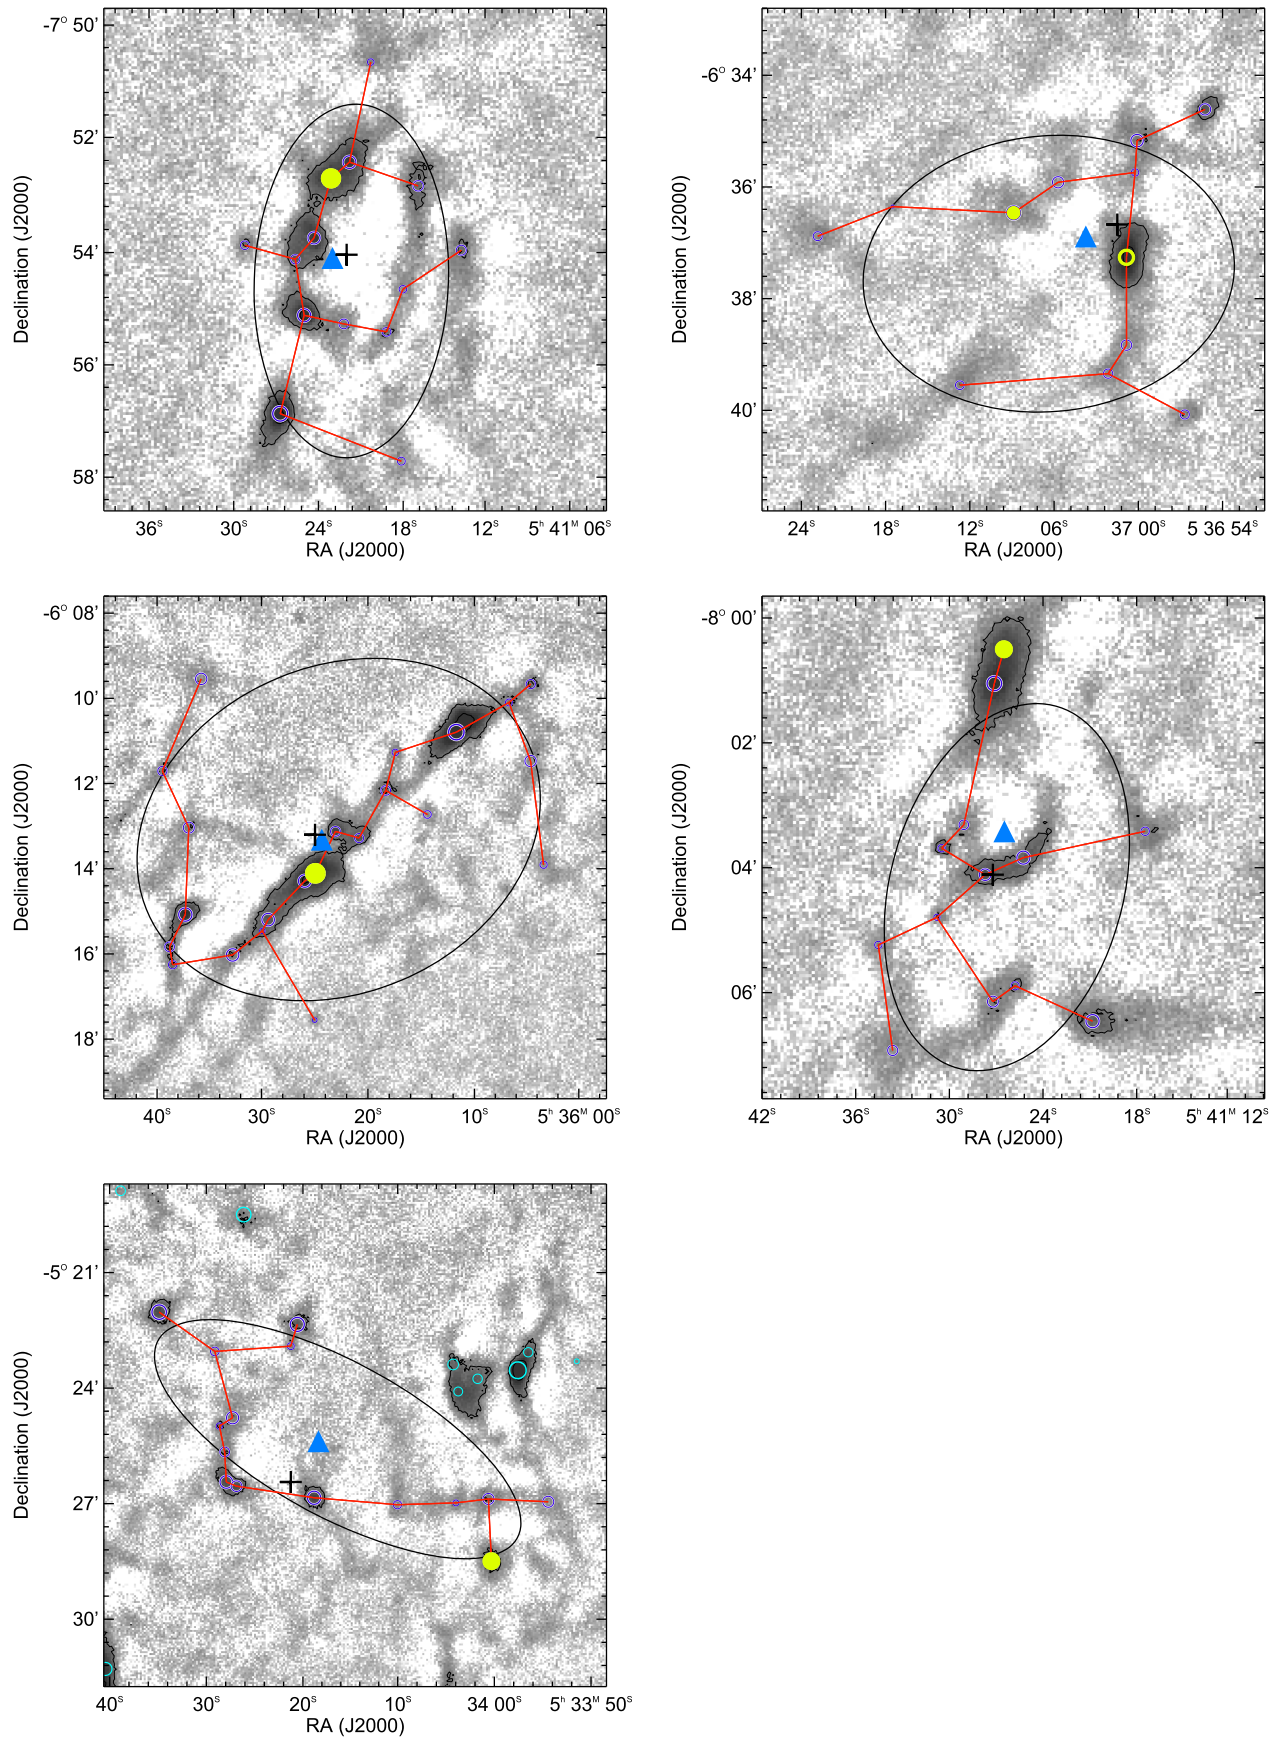 -7° 50'
52'
54'
56'
58'
Declination (J2000)
36ˢ 30ˢ 24ˢ 18ˢ 12ˢ 5ʰ 41ᴹ 06ˢ
RA (J2000)
-6° 34'
36'
38'
40'
Declination (J2000)
24ˢ 18ˢ 12ˢ 06ˢ 37 00ˢ 5 36 54ˢ
RA (J2000)
-6° 08'
10'
12'
14'
16'
18'
Declination (J2000)
40ˢ 30ˢ 20ˢ 10ˢ 5ʰ 36ᴹ 00ˢ
RA (J2000)
-8° 00'
02'
04'
06'
Declination (J2000)
42ˢ 36ˢ 30ˢ 24ˢ 18ˢ 5ʰ 41ᴹ 12ˢ
RA (J2000)
-5° 21'
24'
27'
30'
Declination (J2000)
40ˢ 30ˢ 20ˢ 10ˢ 34 00ˢ 5ʰ 33ᴹ 50ˢ
RA (J2000)